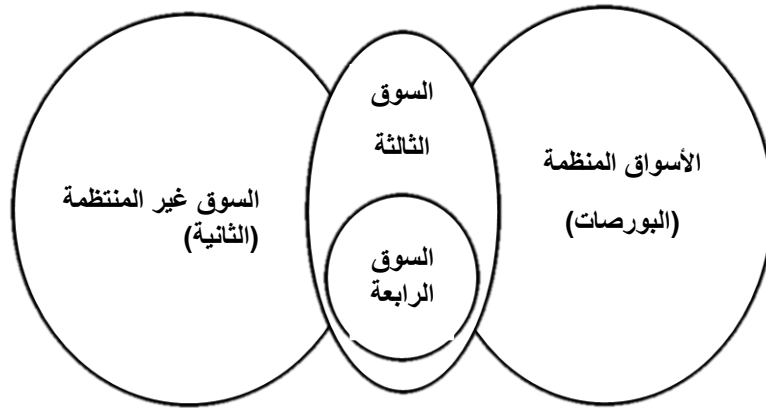 الأسواق المنظمة
(البورصات)
السوق
الثالثة
السوق
الرابعة
السوق غير المنتظمة
(الثانية)